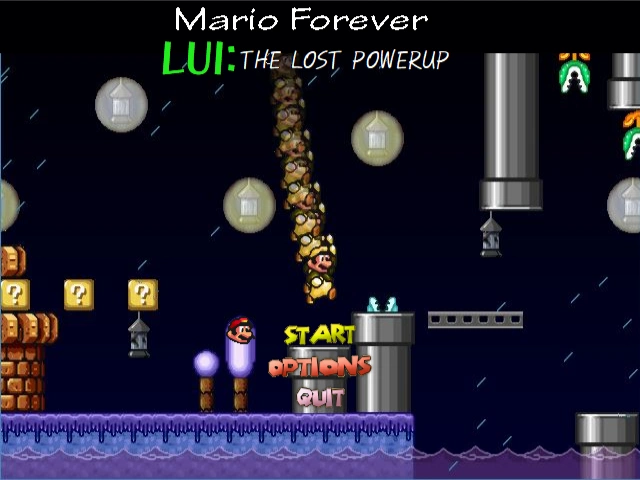 Mario Forever
LUI: THE LOST POWERUP
? ? ?
START
OPTIONS
QUIT